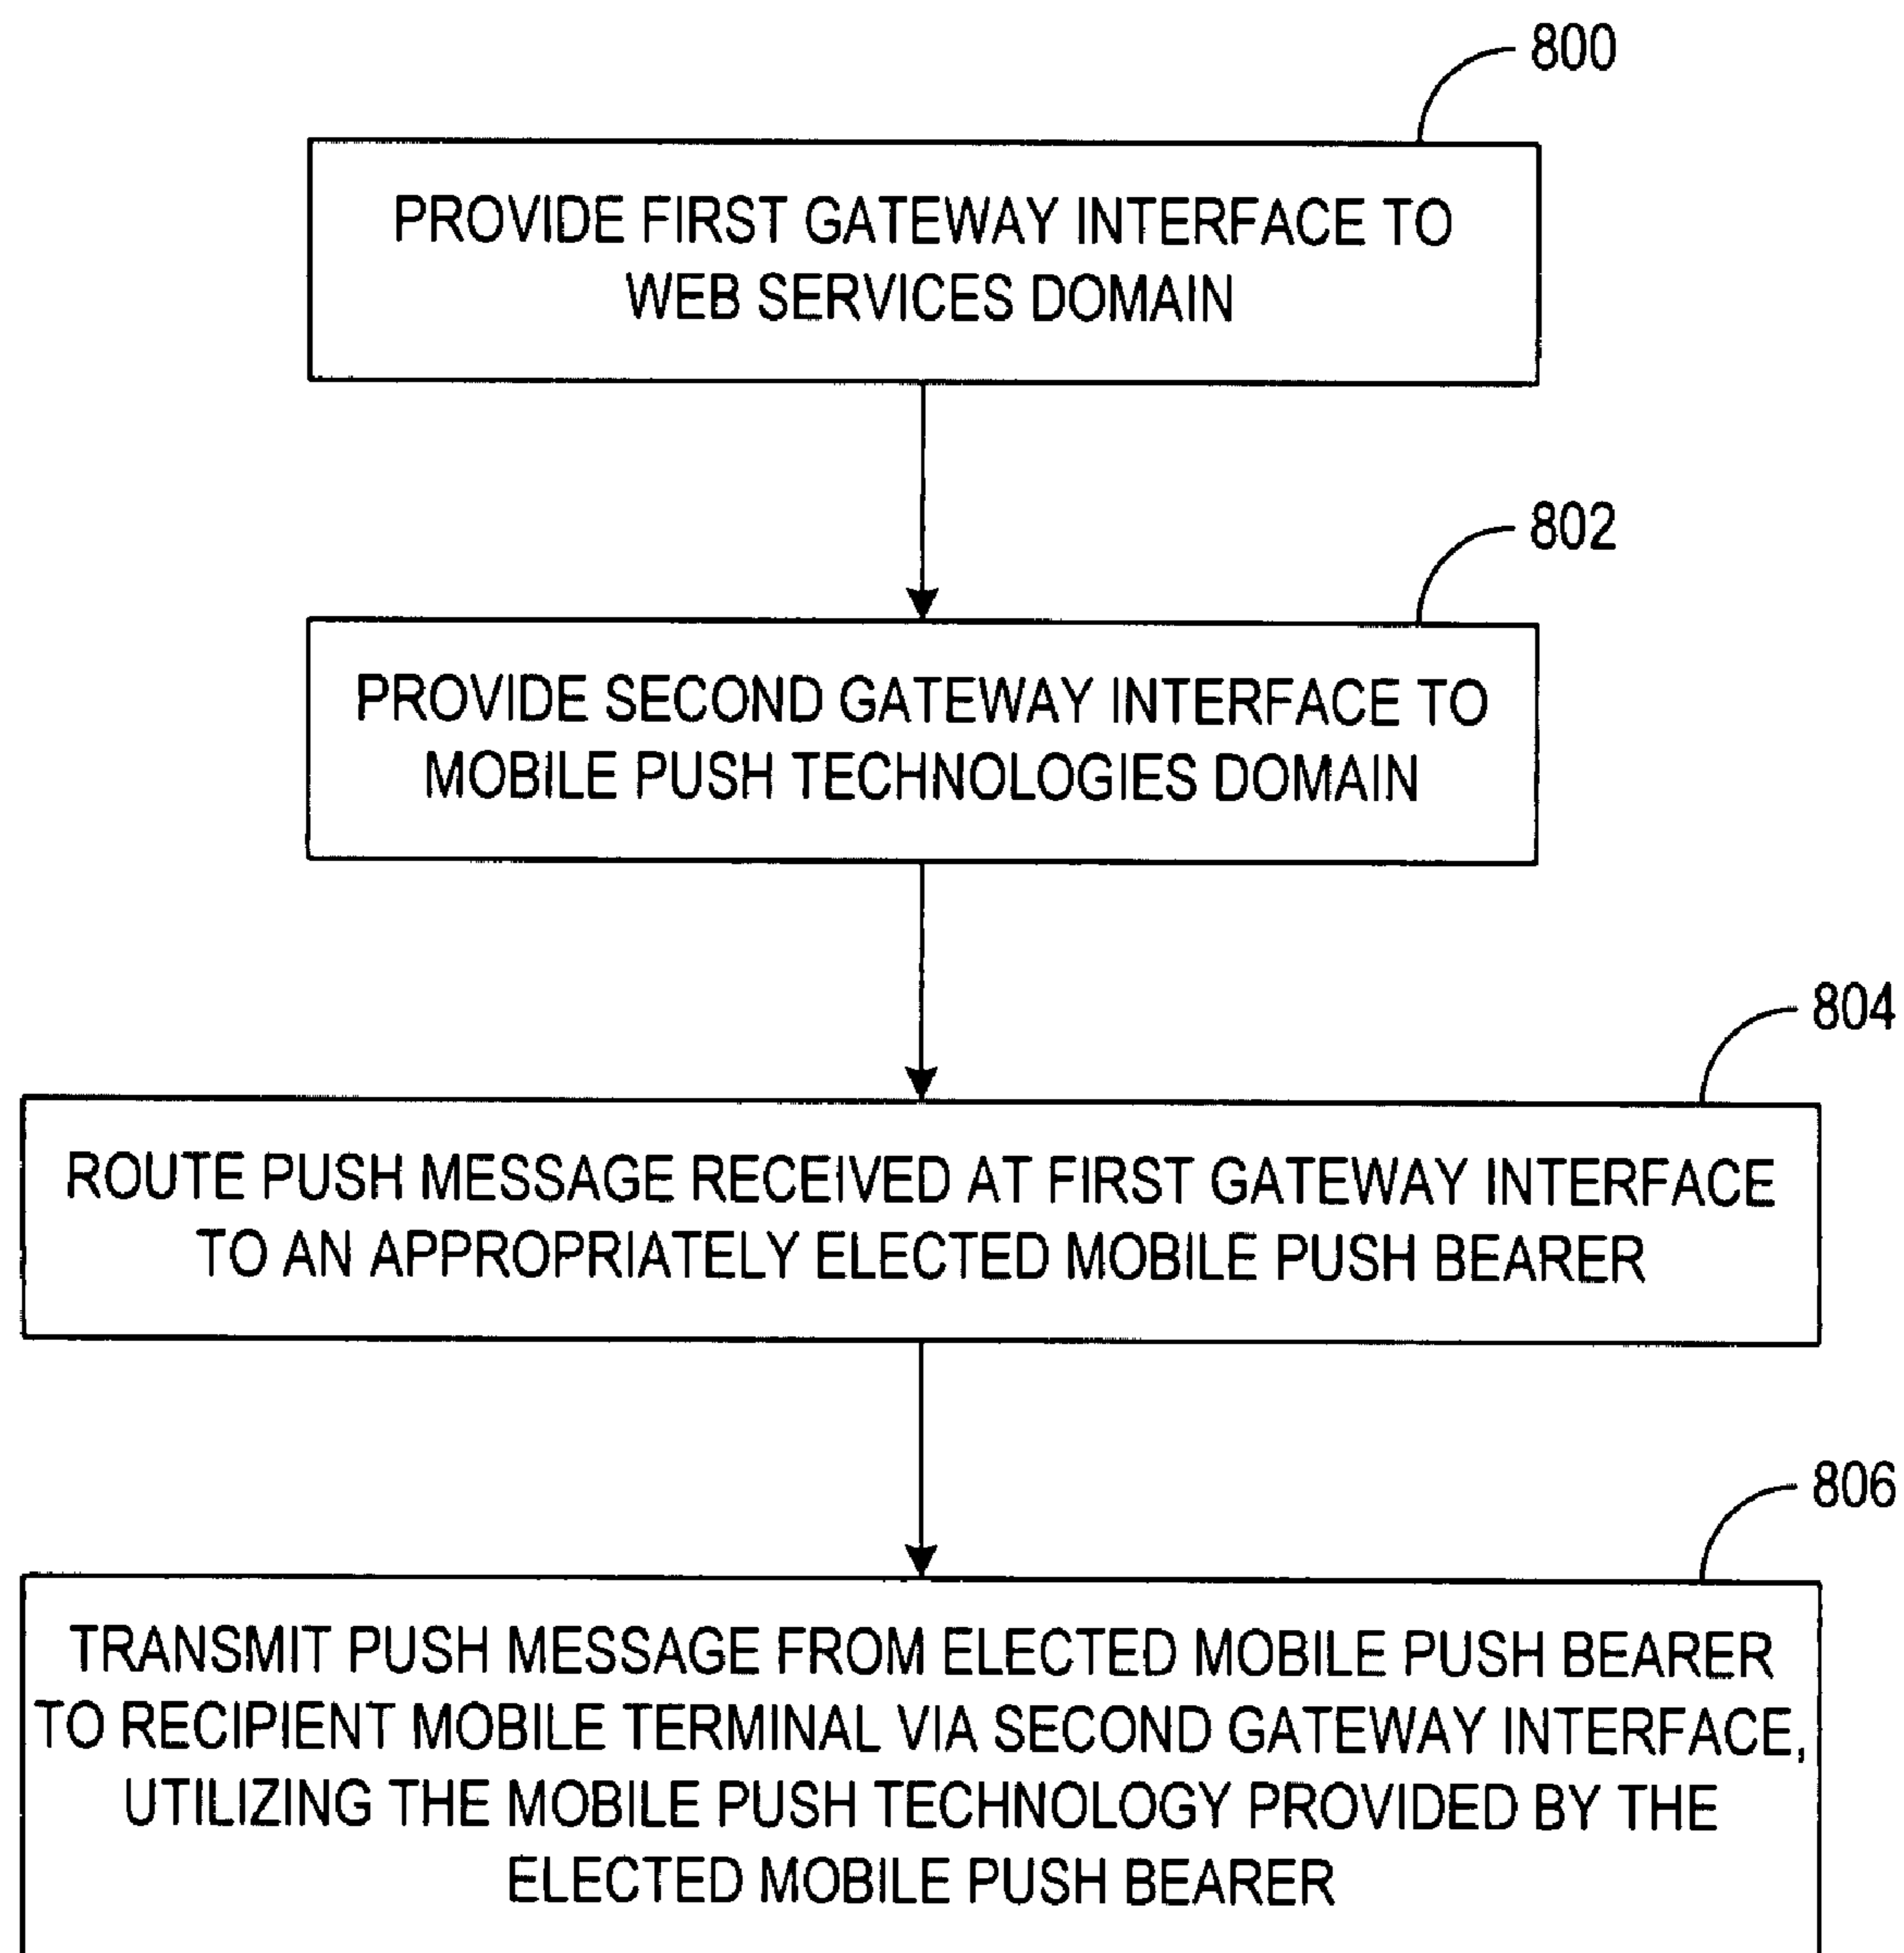 800
PROVIDE FIRST GATEWAY INTERFACE TO
WEB SERVICES DOMAIN
802
PROVIDE SECOND GATEWAY INTERFACE TO
MOBILE PUSH TECHNOLOGIES DOMAIN
804
ROUTE PUSH MESSAGE RECEIVED AT FIRST GATEWAY INTERFACE
TO AN APPROPRIATELY ELECTED MOBILE PUSH BEARER
806
TRANSMIT PUSH MESSAGE FROM ELECTED MOBILE PUSH BEARER
TO RECIPIENT MOBILE TERMINAL VIA SECOND GATEWAY INTERFACE,
UTILIZING THE MOBILE PUSH TECHNOLOGY PROVIDED BY THE
ELECTED MOBILE PUSH BEARER